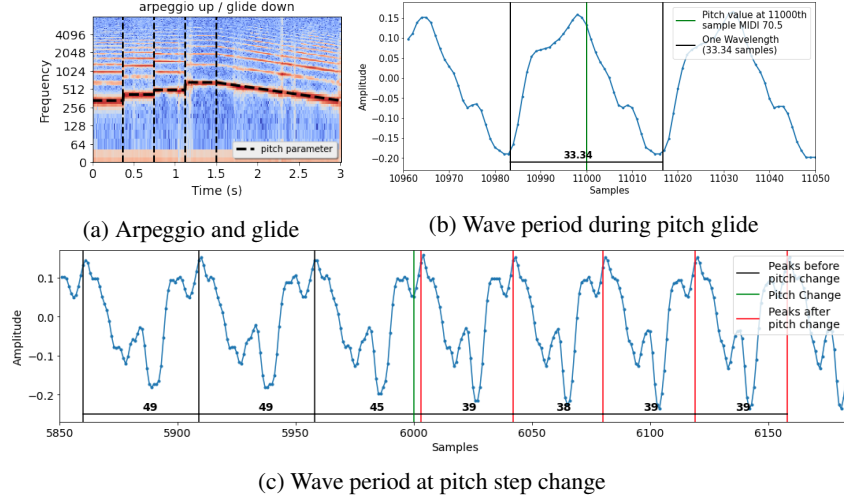 arpeggio up / glide down
Frequency
4096
2048
1024
512
256
128
64
0
pitch parameter
0 0.5 1 1.5 2 2.5 3
Time (s)
(a) Arpeggio and glide
Amplitude
0.15
0.10
0.05
0.00
−0.05
−0.10
−0.15
−0.20
Pitch value at 11000th
sample MIDI 70.5
One Wavelength
(33.34 samples)
33.34
10960 10970 10980 10990 11000 11010 11020 11030 11040 11050
Samples
(b) Wave period during pitch glide
Amplitude
0.1
0.0
−0.1
−0.2
Peaks before
pitch change
Pitch Change
Peaks after
pitch change
49 49 45 39 38 39 39
5850 5900 5950 6000 6050 6100 6150
Samples
(c) Wave period at pitch step change